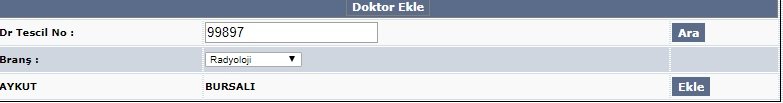 Doktor Ekle
Dr Tescil No : 99897 Ara
Branş : Radyoloji
AYKUT BURSALI Ekle